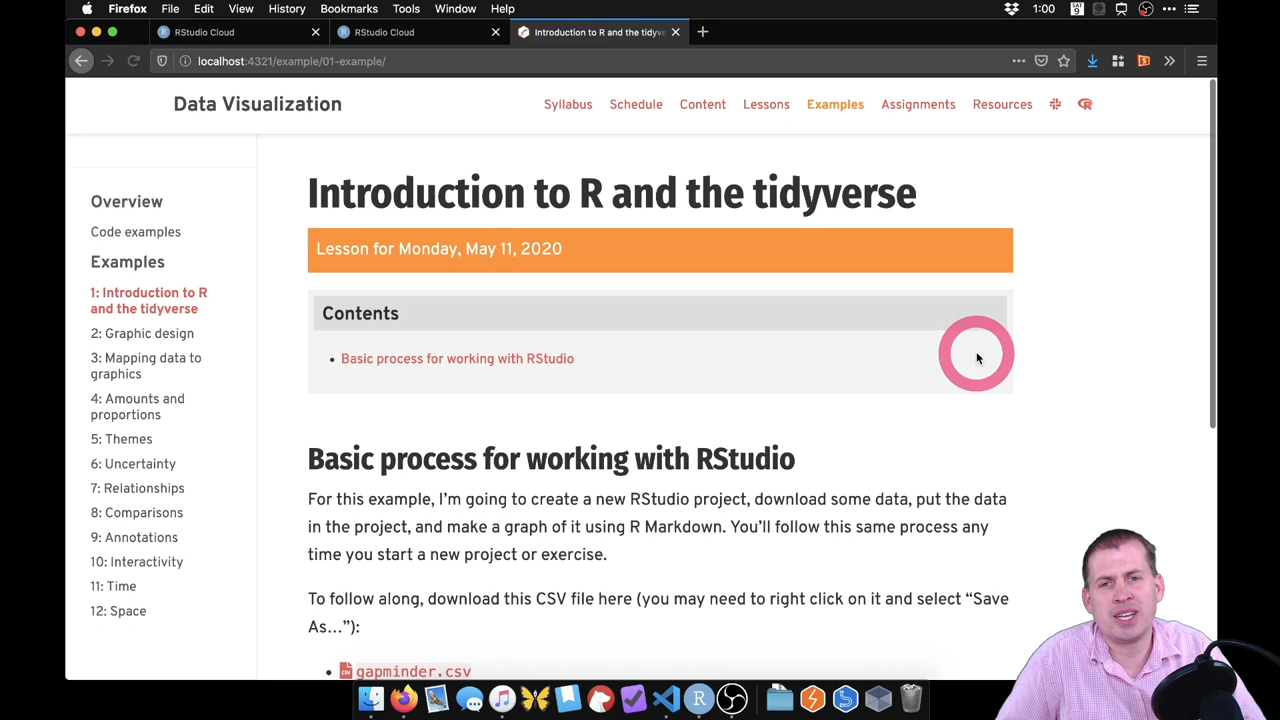 Firefox File Edit View History Bookmarks Tools Window Help 1:00 SAT 9
RStudio Cloud RStudio Cloud Introduction to R and the tidyve
localhost:4321/example/01-example/
Data Visualization Syllabus Schedule Content Lessons Examples Assignments Resources
Overview
Code examples
Examples
1: Introduction to R
and the tidyverse
2: Graphic design
3: Mapping data to
graphics
4: Amounts and
proportions
5: Themes
6: Uncertainty
7: Relationships
8: Comparisons
9: Annotations
10: Interactivity
11: Time
12: Space
Introduction to R and the tidyverse
Lesson for Monday, May 11, 2020
Contents
• Basic process for working with RStudio
Basic process for working with RStudio
For this example, I’m going to create a new RStudio project, download some data, put the data
in the project, and make a graph of it using R Markdown. You’ll follow this same process any
time you start a new project or exercise.
To follow along, download this CSV file here (you may need to right click on it and select “Save
As…”):
• gapminder.csv